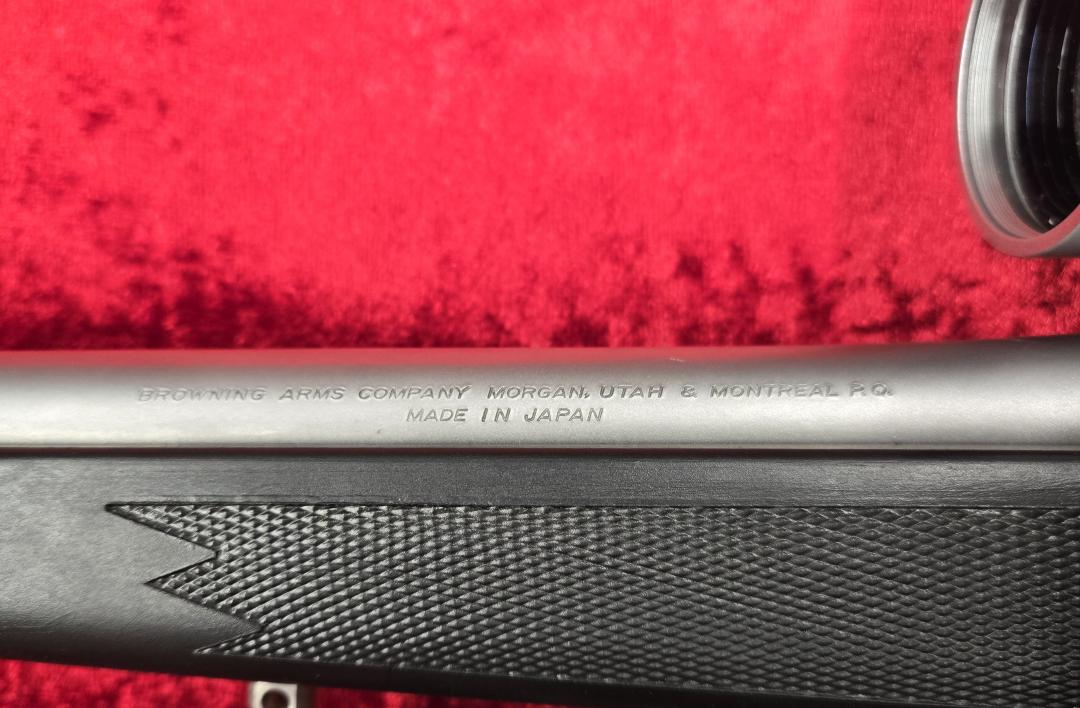 BROWNING ARMS COMPANY MORGAN, UTAH & MONTREAL P.Q.
MADE IN JAPAN